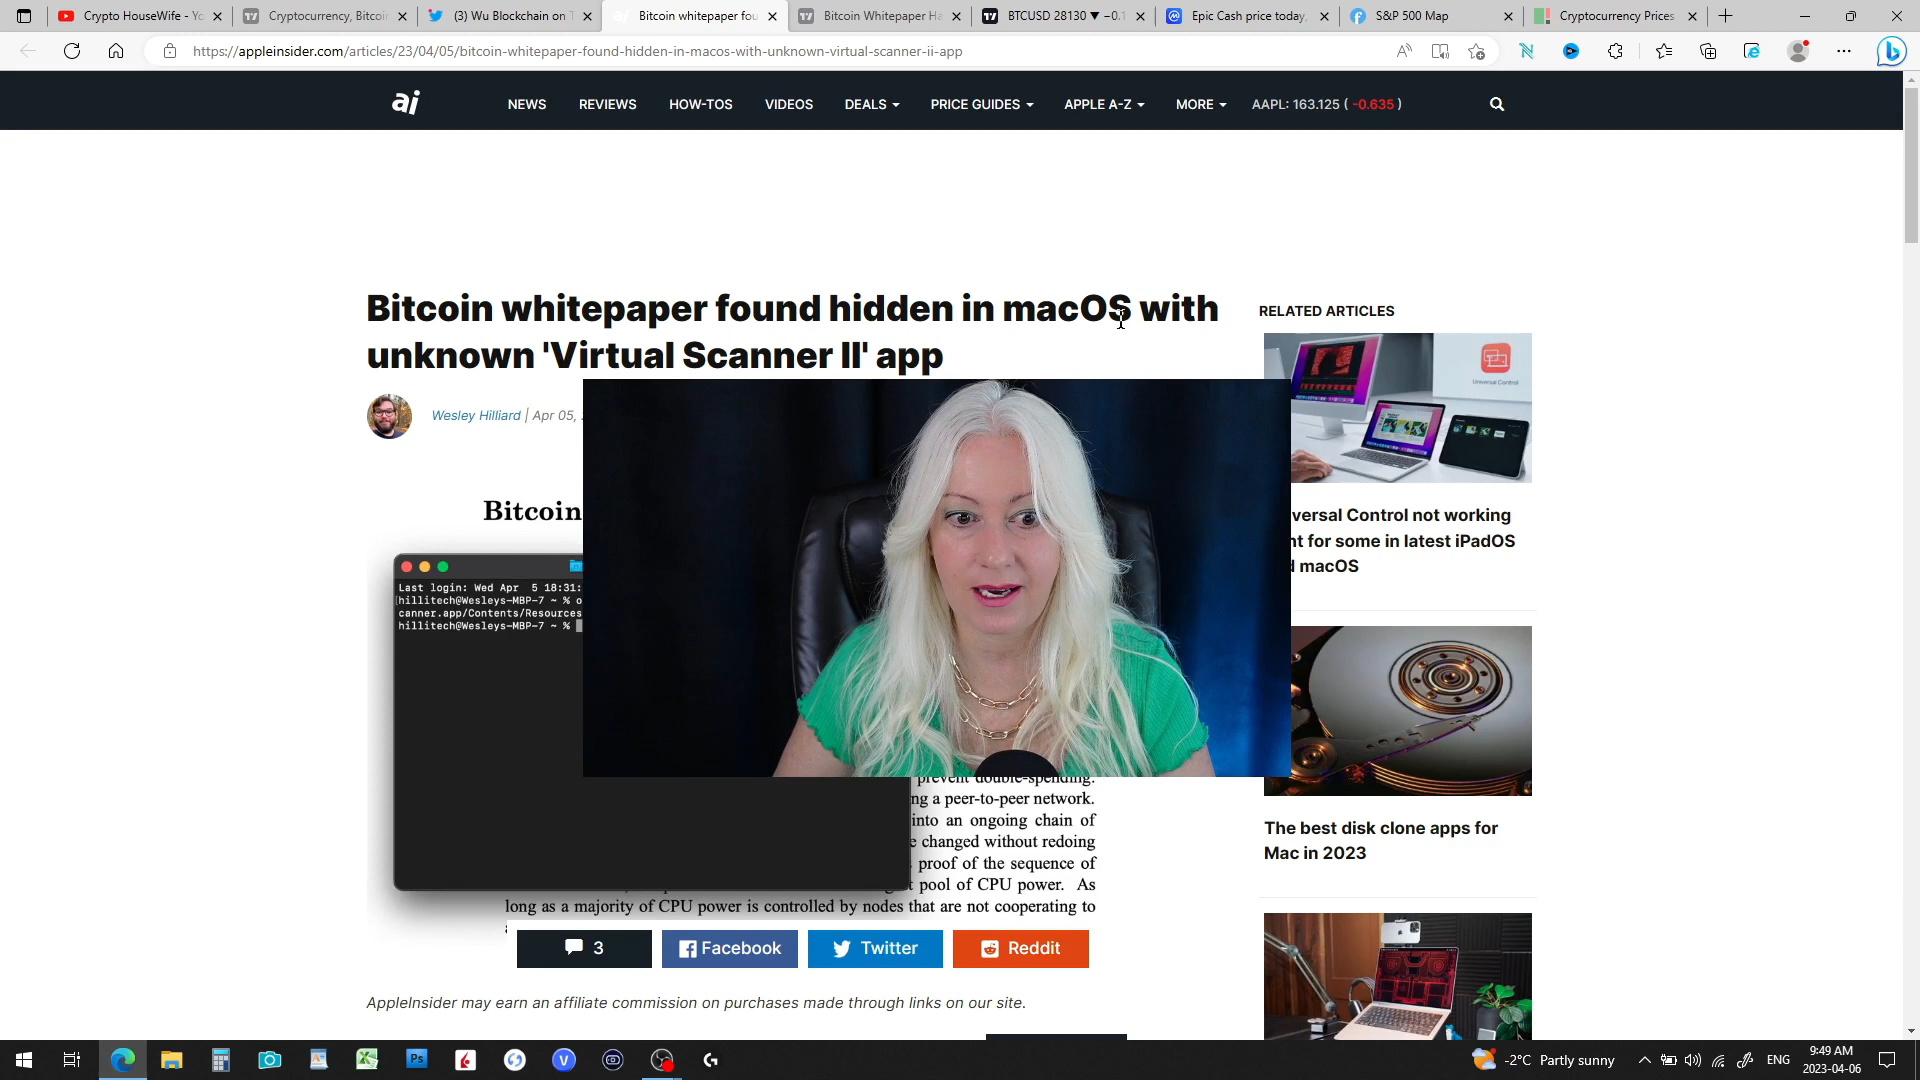 Crypto HouseWife - Yo
Cryptocurrency, Bitcoin
(3) Wu Blockchain on T
Bitcoin whitepaper fou
Bitcoin Whitepaper Ha
BTCUSD 28130 ▼ −0.1
Epic Cash price today,
S&P 500 Map
Cryptocurrency Prices
https://appleinsider.com/articles/23/04/05/bitcoin-whitepaper-found-hidden-in-macos-with-unknown-virtual-scanner-ii-app
ai
NEWS
REVIEWS
HOW-TOS
VIDEOS
DEALS
PRICE GUIDES
APPLE A-Z
MORE
AAPL: 163.125 ( -0.635 )
Bitcoin whitepaper found hidden in macOS with
unknown 'Virtual Scanner II' app
Wesley Hilliard | Apr 05,
Bitcoin
Last login: Wed Apr 5 18:31:
hillitech@Wesleys-MBP-7 ~ % o
canner.app/Contents/Resources
hillitech@Wesleys-MBP-7 ~ %
prevent double-spending.
ng a peer-to-peer network.
into an ongoing chain of
e changed without redoing
proof of the sequence of
t pool of CPU power. As
long as a majority of CPU power is controlled by nodes that are not cooperating to
3
Facebook
Twitter
Reddit
AppleInsider may earn an affiliate commission on purchases made through links on our site.
RELATED ARTICLES
Universal Control
versal Control not working
nt for some in latest iPadOS
d macOS
The best disk clone apps for
Mac in 2023
Ps
V
-2°C Partly sunny
ENG
9:49 AM
2023-04-06